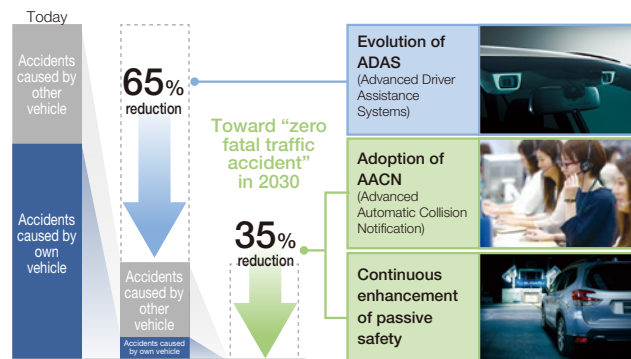 Today
Accidents
caused by
other
vehicle
Accidents
caused by
own
vehicle
65%
reduction
Accidents
caused by
other
vehicle
Accidents caused
by own vehicle
Toward “zero
fatal traffic
accident”
in 2030
35%
reduction
Evolution of
ADAS
(Advanced Driver
Assistance
Systems)
Adoption of
AACN
(Advanced
Automatic Collision
Notification)
Continuous
enhancement
of passive
safety